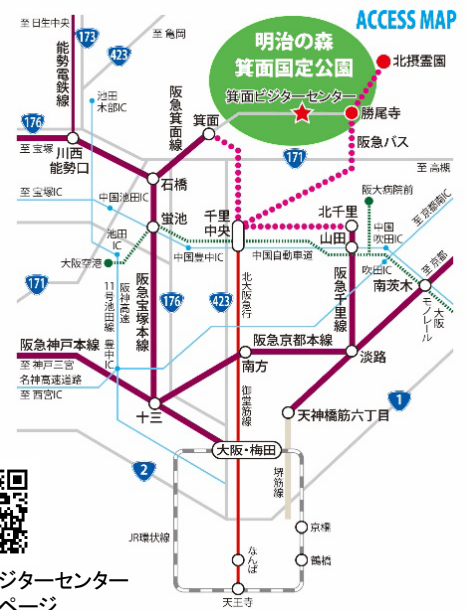 ACCESS MAP
至 日生中央
173
能勢電鉄線
423
至 亀岡
明治の森
箕面国定公園
箕面ビジターセンター
北摂霊園
勝尾寺
阪急バス
池田
木部IC
阪急箕面線
箕面
176
至 宝塚
川西
能勢口
石橋
171
至 高槻
至 宝塚IC
中国池田IC
蛍池
千里
中央
北千里
山田
阪大病院前
至 京都南IC
中国
吹田IC
吹田IC
至 京都
池田
IC
大阪空港
中国豊中IC
中国自動車道
南茨木
大阪
モノレール
171
11号池田線
阪神高速
豊中IC
阪急宝塚本線
176
423
北大阪急行
阪急千里線
阪急神戸本線
至 神戸三宮
名神高速道路
至 西宮IC
阪急京都本線
南方
淡路
御堂筋線
十三
天神橋筋六丁目
1
2
大阪・梅田
堺筋線
JR環状線
京橋
なんば
鶴橋
天王寺
ジターセンター
ページ